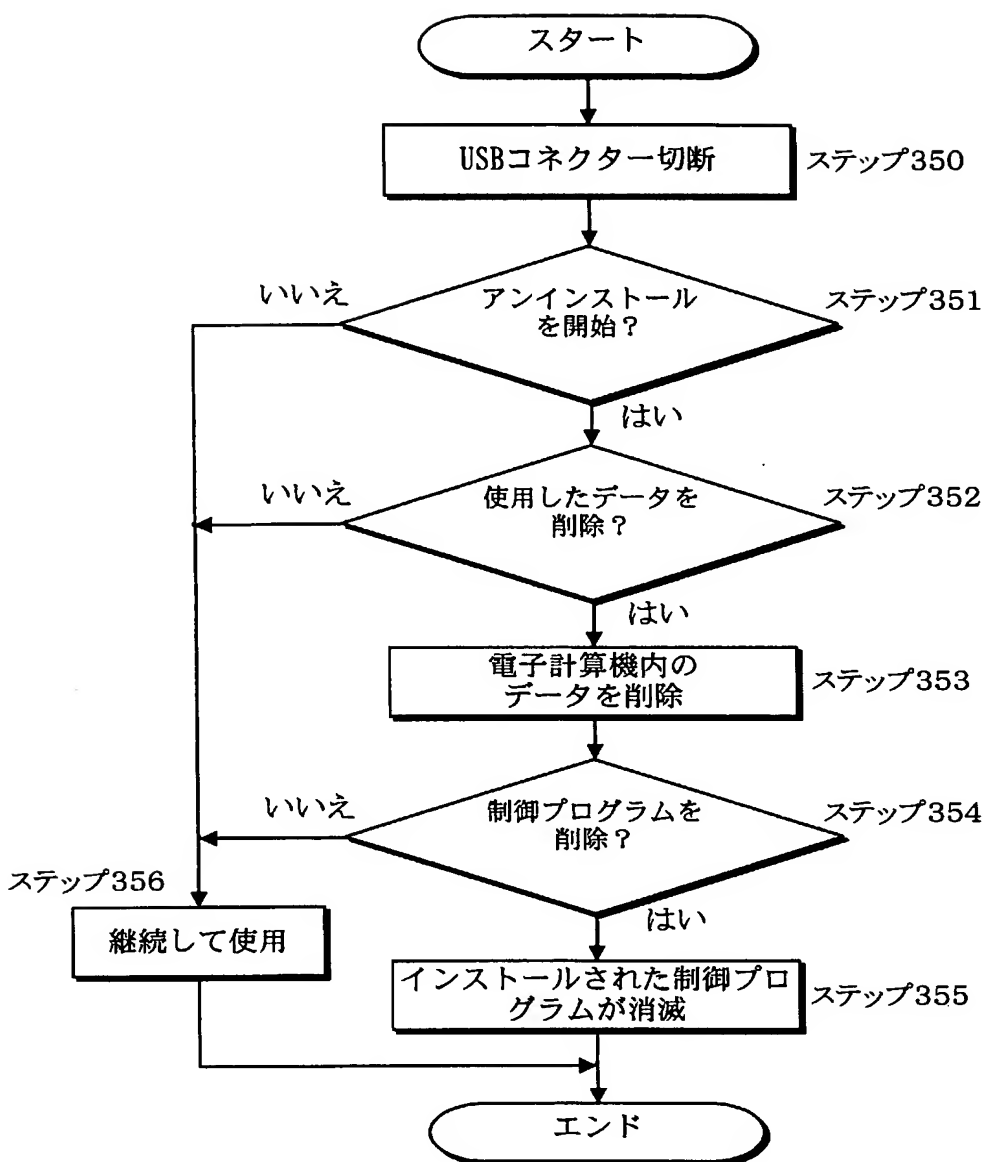 スタート
USBコネクター切断
ステップ350
いいえ
アンインストール
を開始？
ステップ351
はい
いいえ
使用したデータを
削除？
ステップ352
はい
電子計算機内の
データを削除
ステップ353
いいえ
制御プログラムを
削除？
ステップ354
ステップ356
はい
継続して使用
インストールされた制御プロ
グラムが消滅
ステップ355
エンド